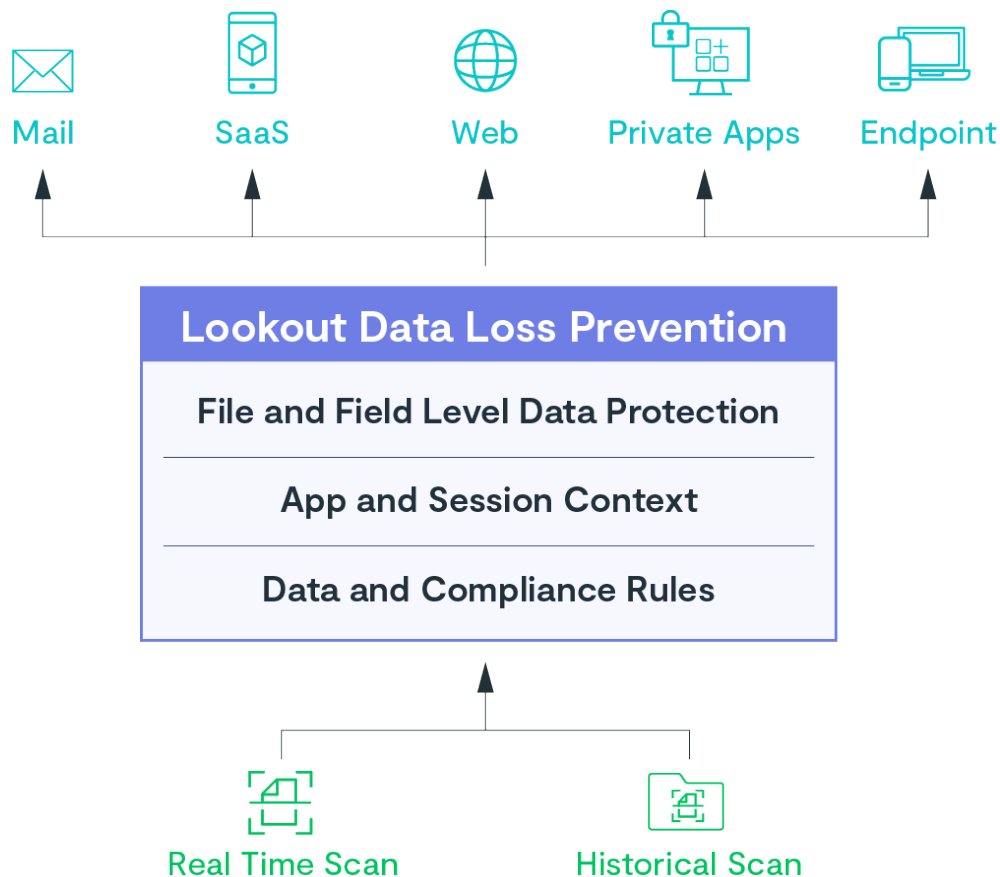 Mail
SaaS
Web
Private Apps
Endpoint
Lookout Data Loss Prevention
File and Field Level Data Protection
App and Session Context
Data and Compliance Rules
Real Time Scan
Historical Scan